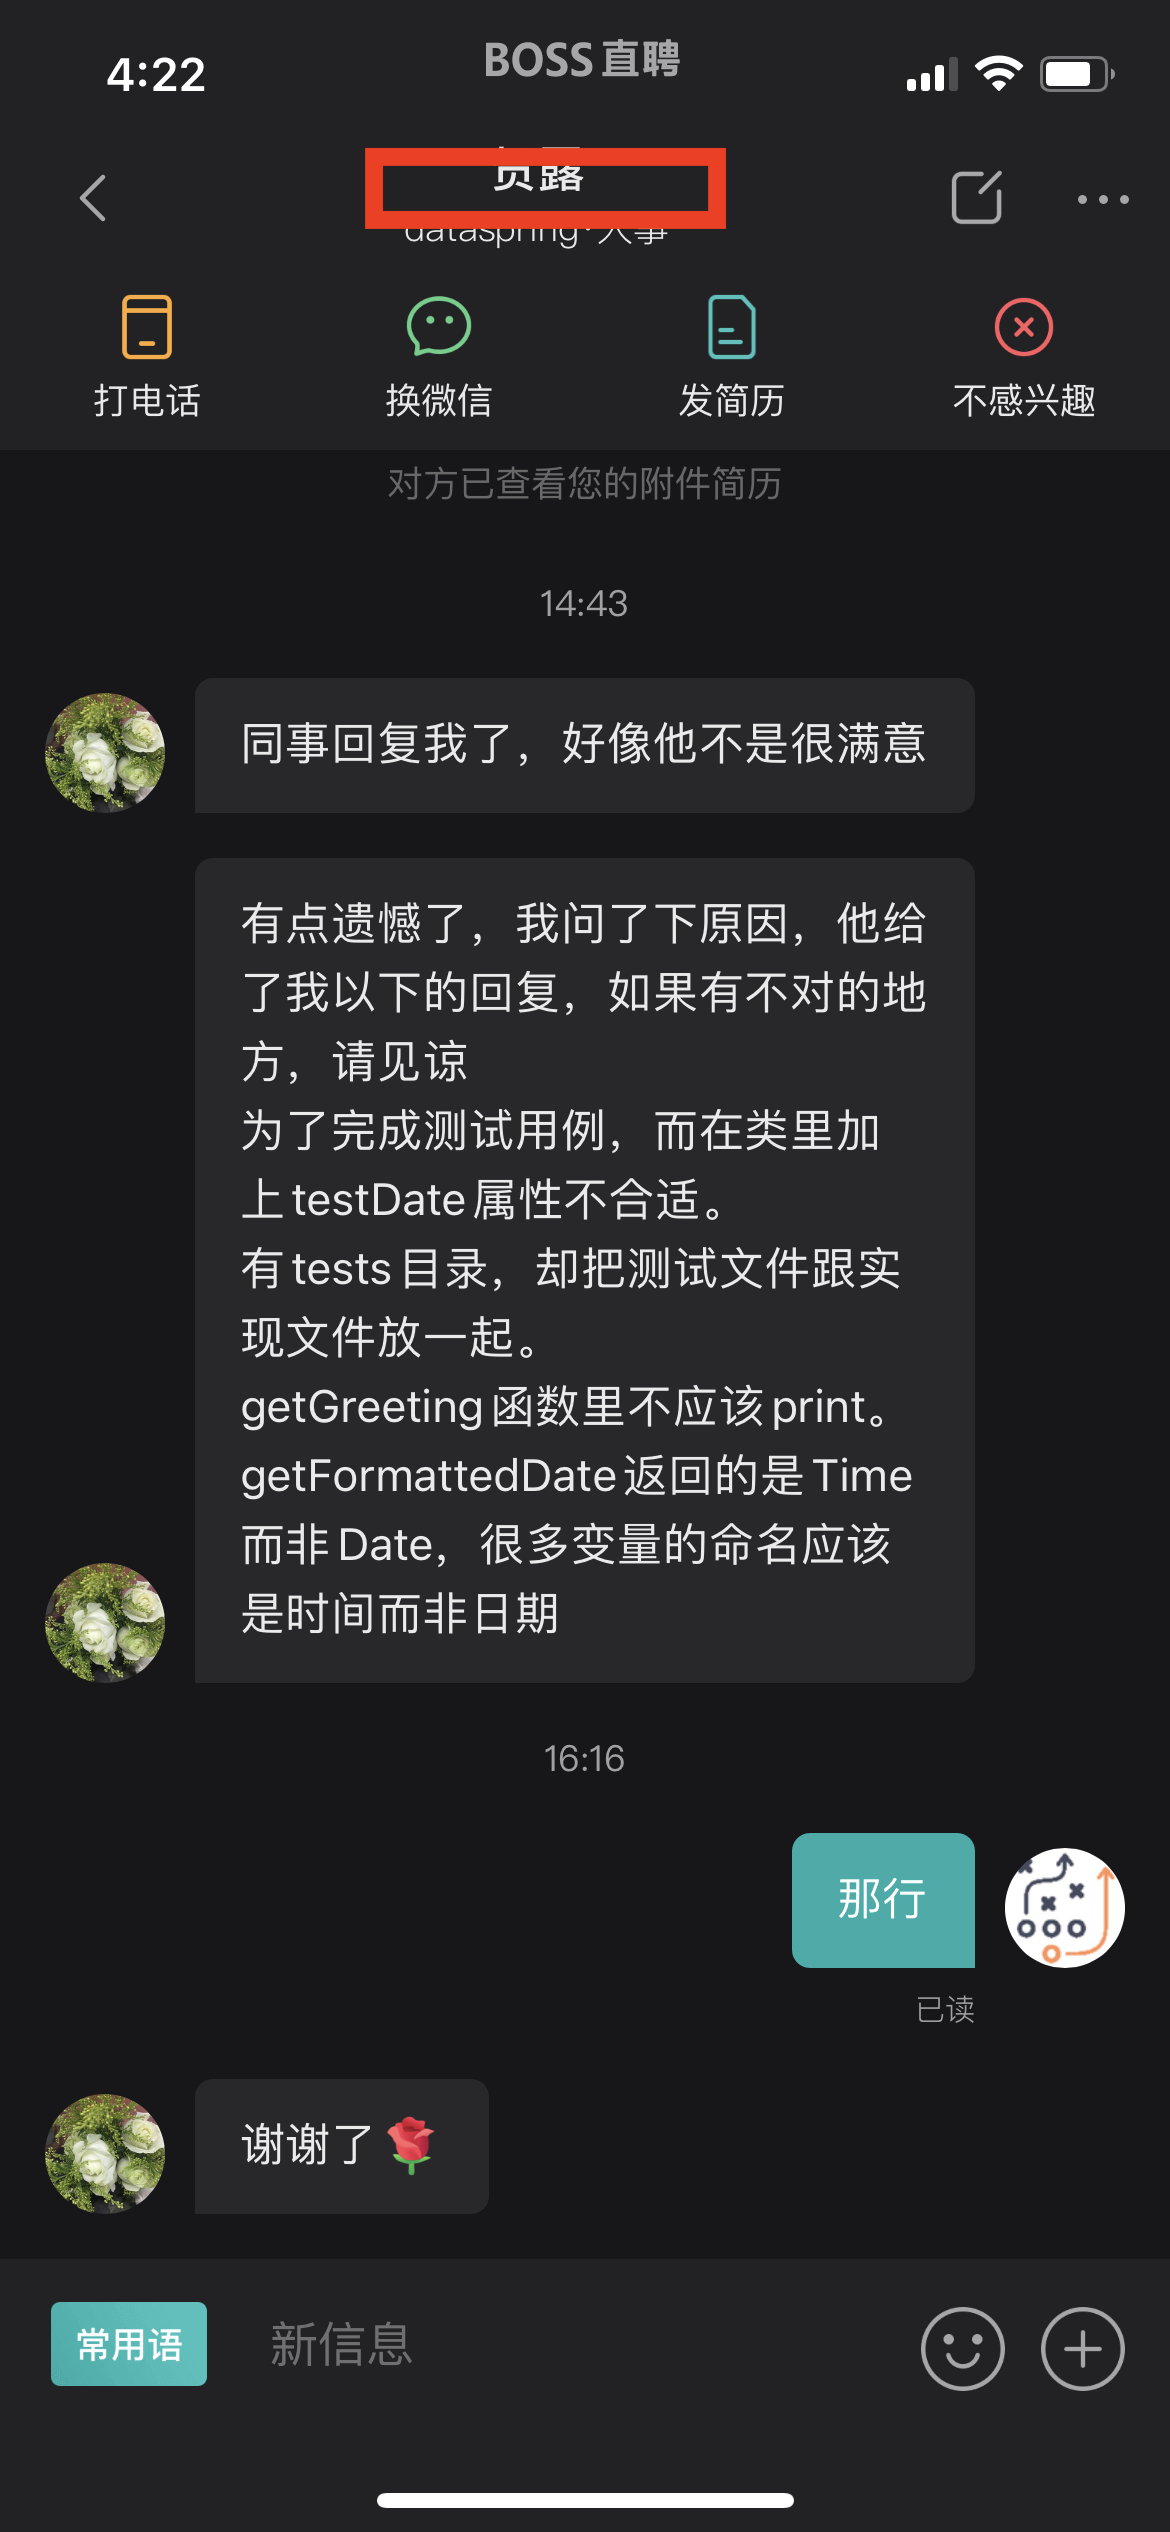 4:22
BOSS直聘
dataspring·人事
打电话
换微信
发简历
不感兴趣
对方已查看您的附件简历
14:43
同事回复我了，好像他不是很满意
有点遗憾了，我问了下原因，他给
了我以下的回复，如果有不对的地
方，请见谅
为了完成测试用例，而在类里加
上testDate属性不合适。
有tests目录，却把测试文件跟实
现文件放一起。
getGreeting函数里不应该print。
getFormattedDate返回的是Time
而非Date，很多变量的命名应该
是时间而非日期
16:16
那行
已读
谢谢了
常用语
新信息